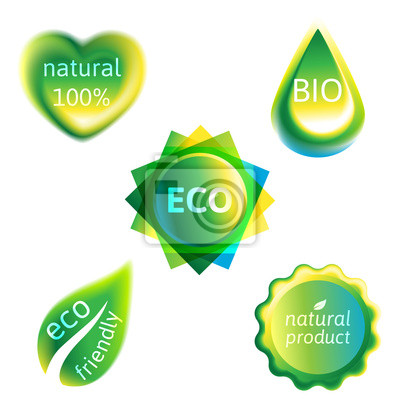 natural
100%
BIO
ECO
eco
friendly
natural
product